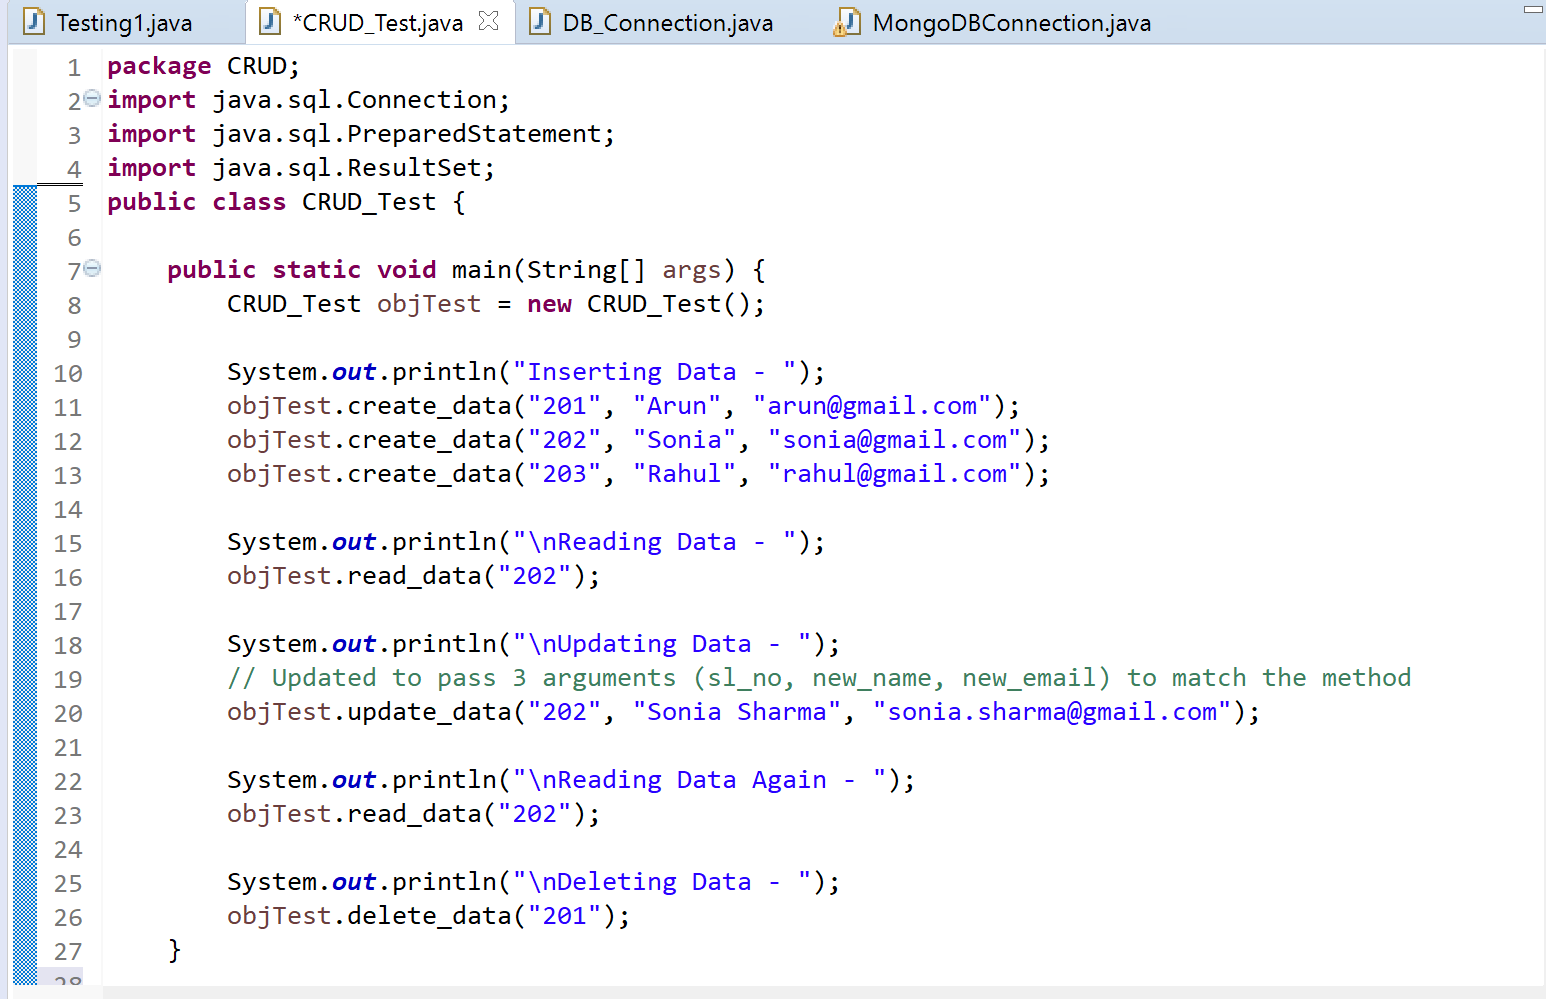 Testing1.java *CRUD_Test.java DB_Connection.java MongoDBConnection.java
1 package CRUD;
2 import java.sql.Connection;
3 import java.sql.PreparedStatement;
4 import java.sql.ResultSet;
5 public class CRUD_Test {
6
7 public static void main(String[] args) {
8 CRUD_Test objTest = new CRUD_Test();
9
10 System.out.println("Inserting Data - ");
11 objTest.create_data("201", "Arun", "arun@gmail.com");
12 objTest.create_data("202", "Sonia", "sonia@gmail.com");
13 objTest.create_data("203", "Rahul", "rahul@gmail.com");
14
15 System.out.println("\nReading Data - ");
16 objTest.read_data("202");
17
18 System.out.println("\nUpdating Data - ");
19 // Updated to pass 3 arguments (sl_no, new_name, new_email) to match the method
20 objTest.update_data("202", "Sonia Sharma", "sonia.sharma@gmail.com");
21
22 System.out.println("\nReading Data Again - ");
23 objTest.read_data("202");
24
25 System.out.println("\nDeleting Data - ");
26 objTest.delete_data("201");
27 }
28